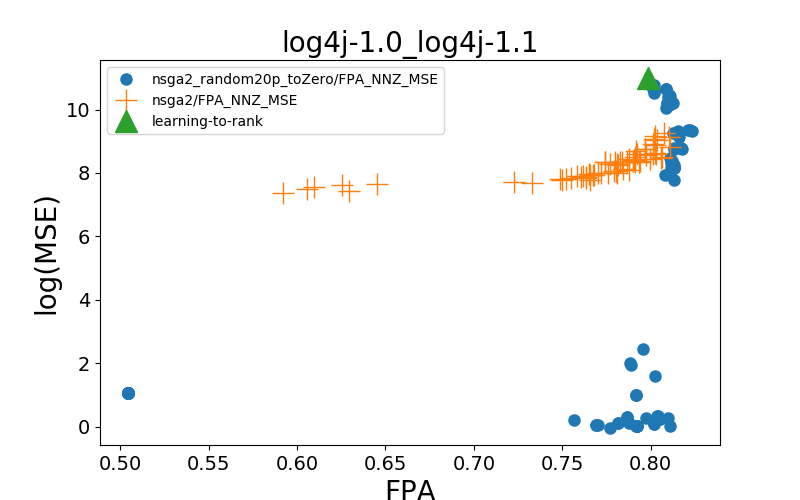 log4j-1.0_log4j-1.1
nsga2_random20p_toZero/FPA_NNZ_MSE
nsga2/FPA_NNZ_MSE
learning-to-rank
log(MSE)
10
8
6
4
2
0
0.50 0.55 0.60 0.65 0.70 0.75 0.80
FPA